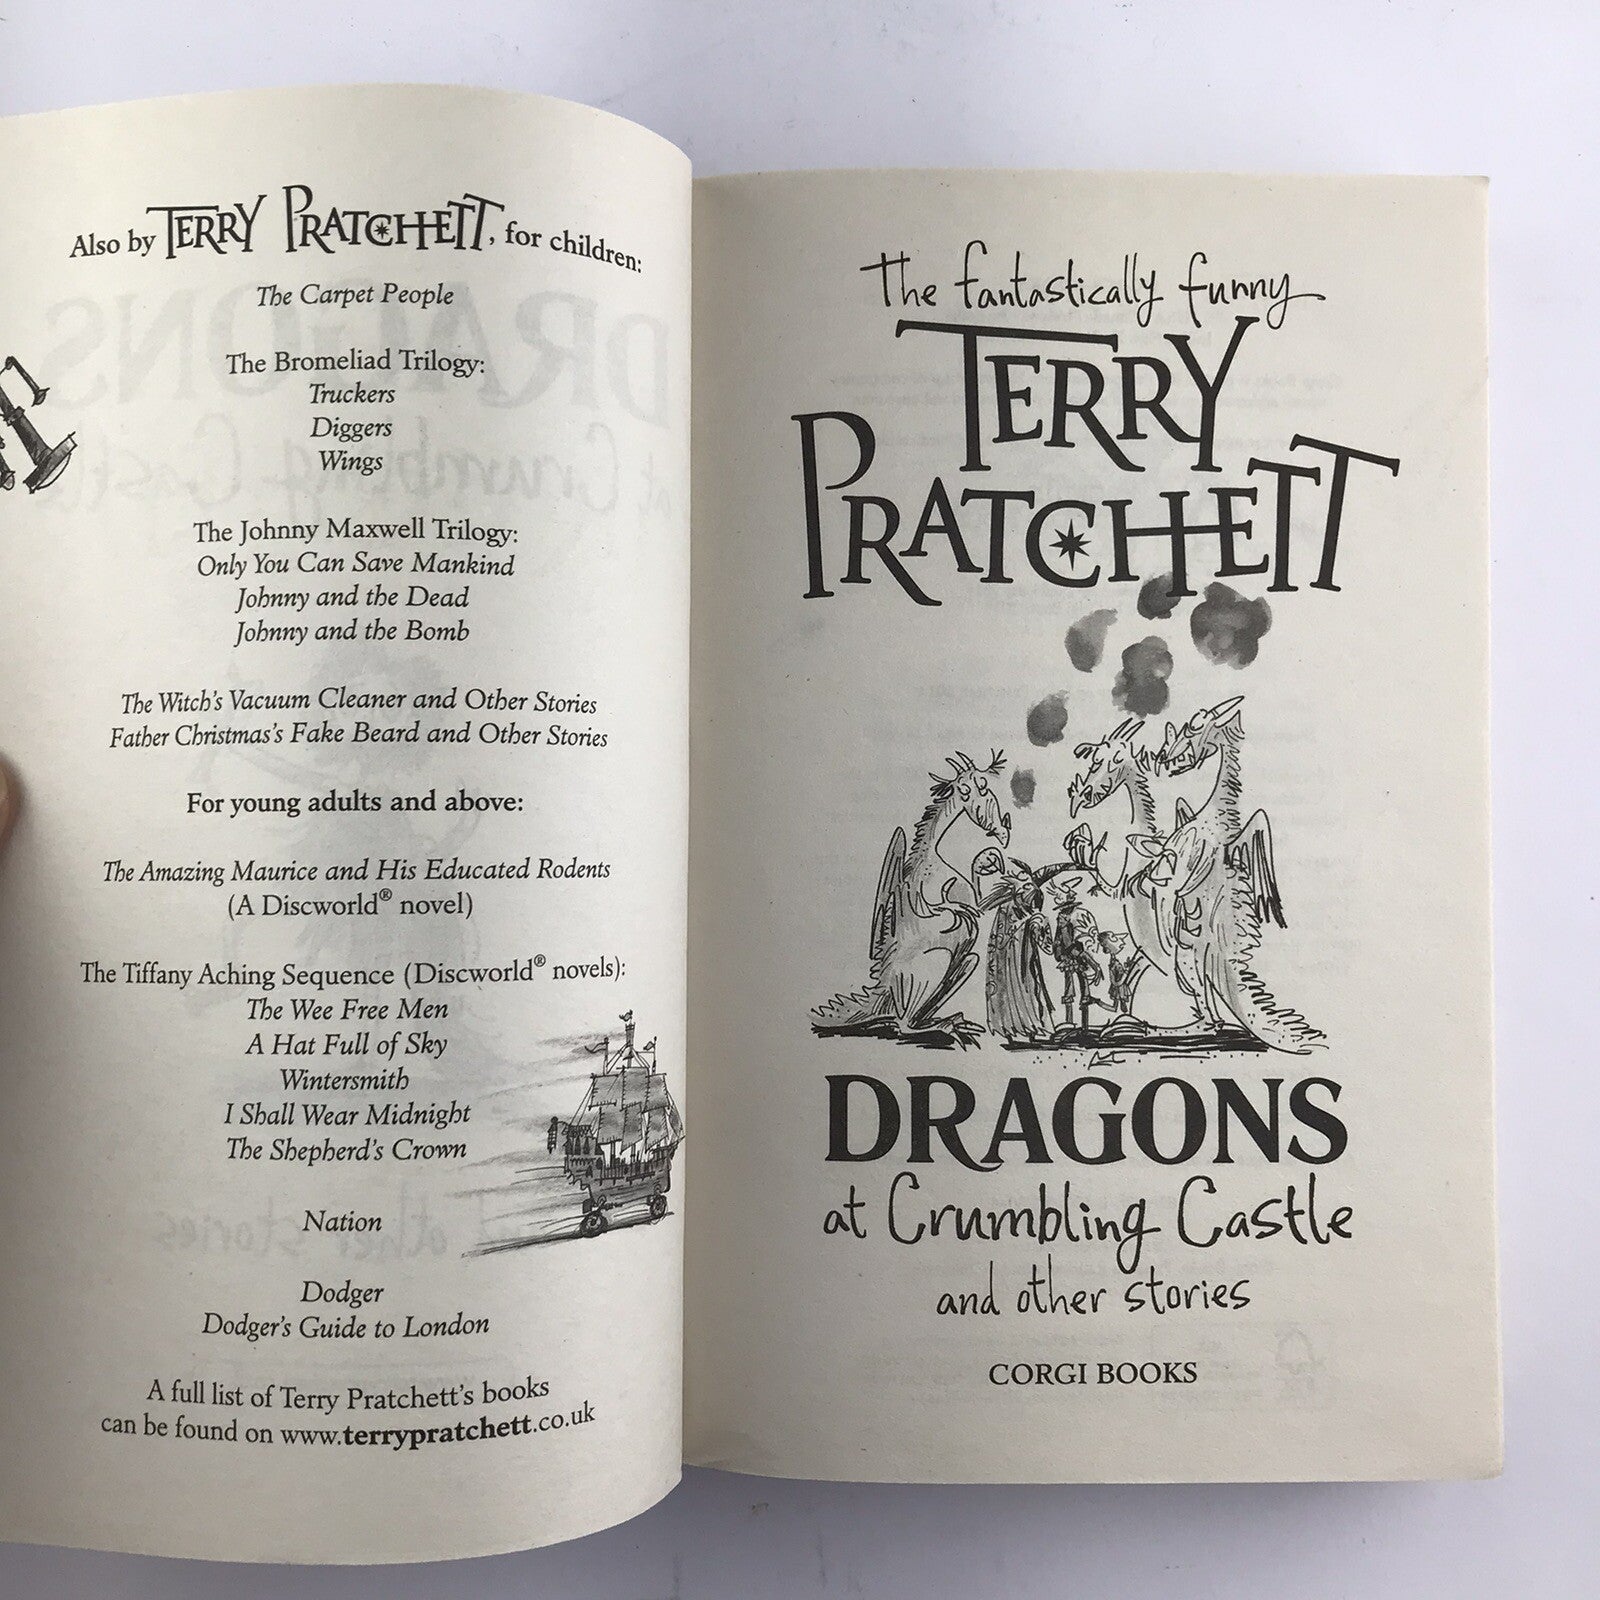 Also by TERRY PRATCHETT, for children:
The Carpet People
The Bromeliad Trilogy:
Truckers
Diggers
Wings
The Johnny Maxwell Trilogy:
Only You Can Save Mankind
Johnny and the Dead
Johnny and the Bomb
The Witch's Vacuum Cleaner and Other Stories
Father Christmas's Fake Beard and Other Stories
For young adults and above:
The Amazing Maurice and His Educated Rodents
(A Discworld® novel)
The Tiffany Aching Sequence (Discworld® novels):
The Wee Free Men
A Hat Full of Sky
Wintersmith
I Shall Wear Midnight
The Shepherd's Crown
Nation
Dodger
Dodger's Guide to London
A full list of Terry Pratchett's books
can be found on www.terrypratchett.co.uk
The fantastically funny
TERRY
PRATCHETT
DRAGONS
at Crumbling Castle
and other stories
CORGI BOOKS